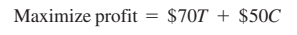 Maximize profit = $70T + $50C